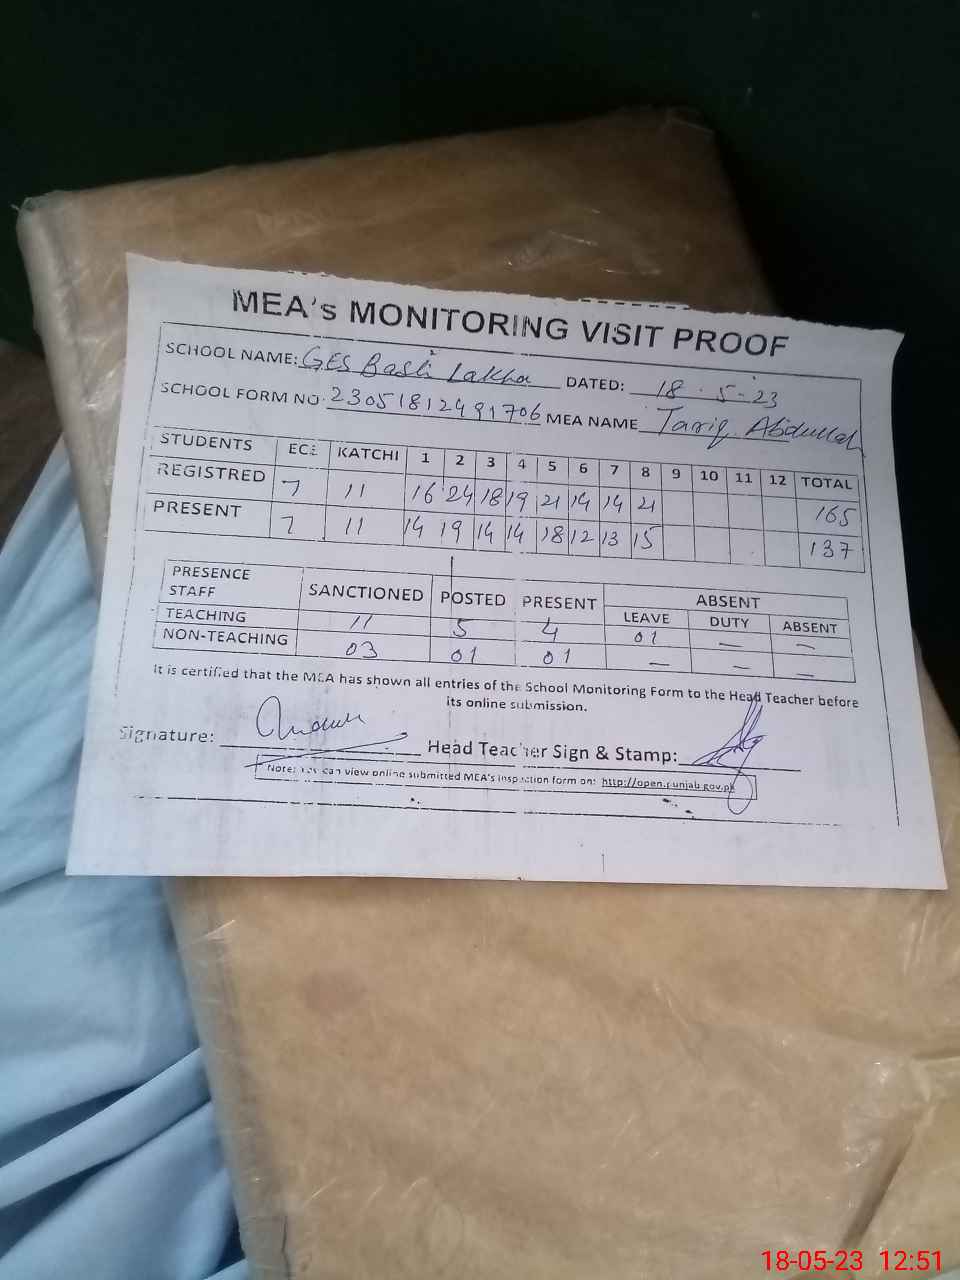 MEA's MONITORING VISIT PROOF
SCHOOL NAME: GES Basti Lakha DATED: 18-5-23
SCHOOL FORM NO. 23051812491706 MEA NAME Tariq Abdullah
STUDENTS ECE KATCHI 1 2 3 4 5 6 7 8 9 10 11 12 TOTAL
REGISTRED 7 11 16 24 18 19 21 14 14 21 165
PRESENT 7 11 14 19 14 14 18 12 13 15 137
PRESENCE STAFF SANCTIONED POSTED PRESENT ABSENT
LEAVE DUTY ABSENT
TEACHING 11 5 4 01 — —
NON-TEACHING 03 01 01 — — —
It is certified that the MEA has shown all entries of the School Monitoring Form to the Head Teacher before
its online submission.
Signature: Head Teacher Sign & Stamp:
Note: You can view online submitted MEA's inspection form on: http://open.punjab.gov.pk
18-05-23 12:51